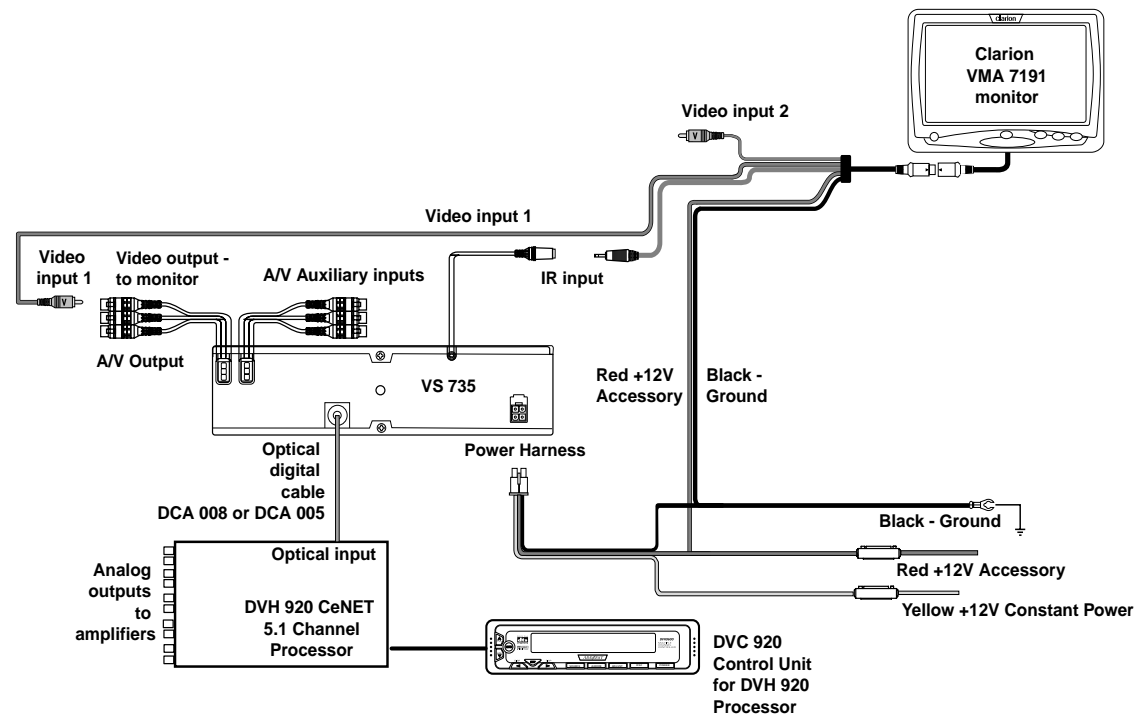 clarion
Clarion
VMA 7191
monitor
Video input 2
V
Video input 1
Video
input 1
Video output -
to monitor
A/V Auxiliary inputs
IR input
V
A/V Output
VS 735
Red +12V
Accessory
Black -
Ground
Optical
digital
cable
DCA 008 or DCA 005
Power Harness
Black - Ground
Optical input
Analog
outputs
to
amplifiers
DVH 920 CeNET
5.1 Channel
Processor
Red +12V Accessory
Yellow +12V Constant Power
DVC 920
Control Unit
for DVH 920
Processor